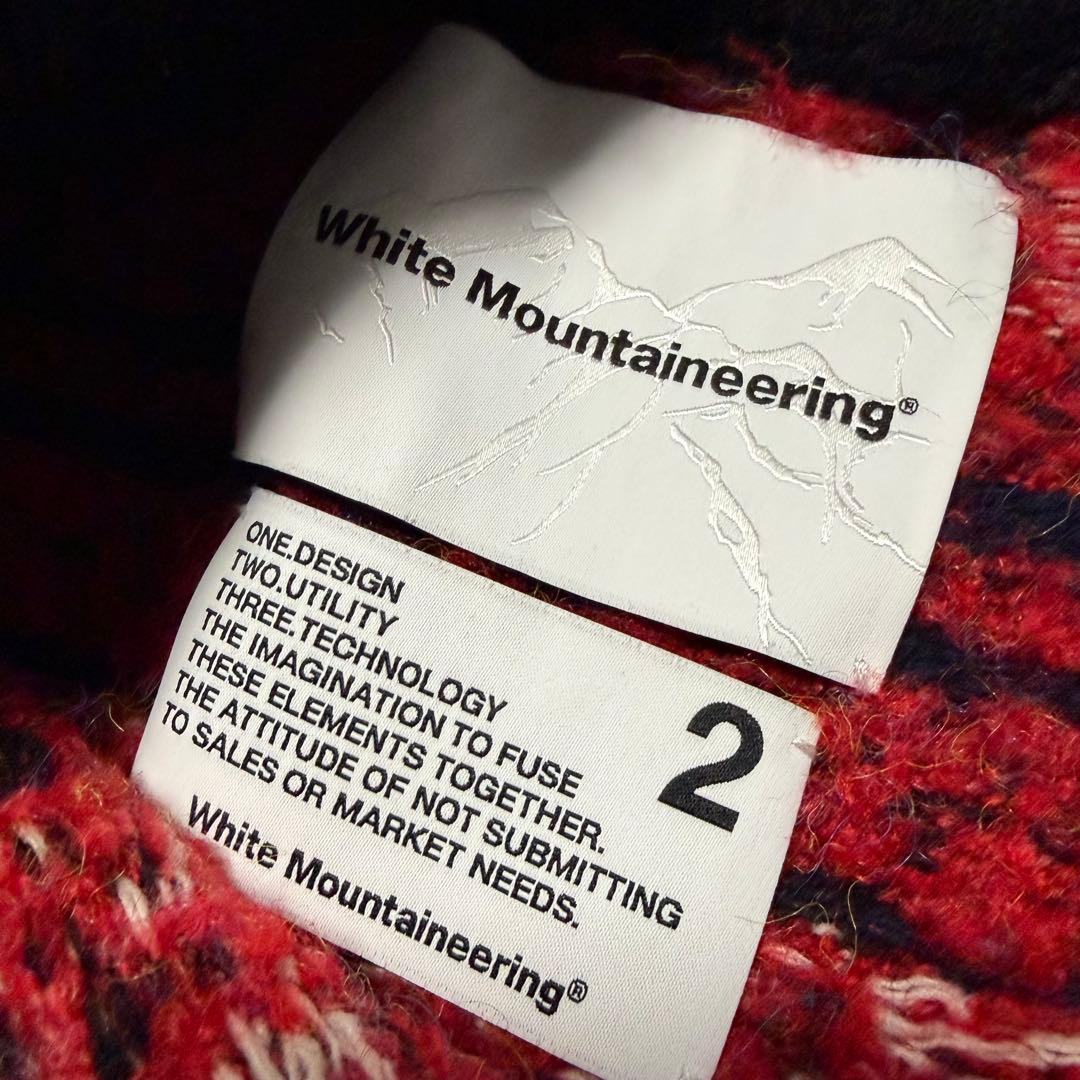 White Mountaineering®
ONE.DESIGN
TWO.UTILITY
THREE.TECHNOLOGY
THE IMAGINATION TO FUSE
THESE ELEMENTS TOGETHER.
THE ATTITUDE OF NOT SUBMITTING
TO SALES OR MARKET NEEDS.
2
White Mountaineering®